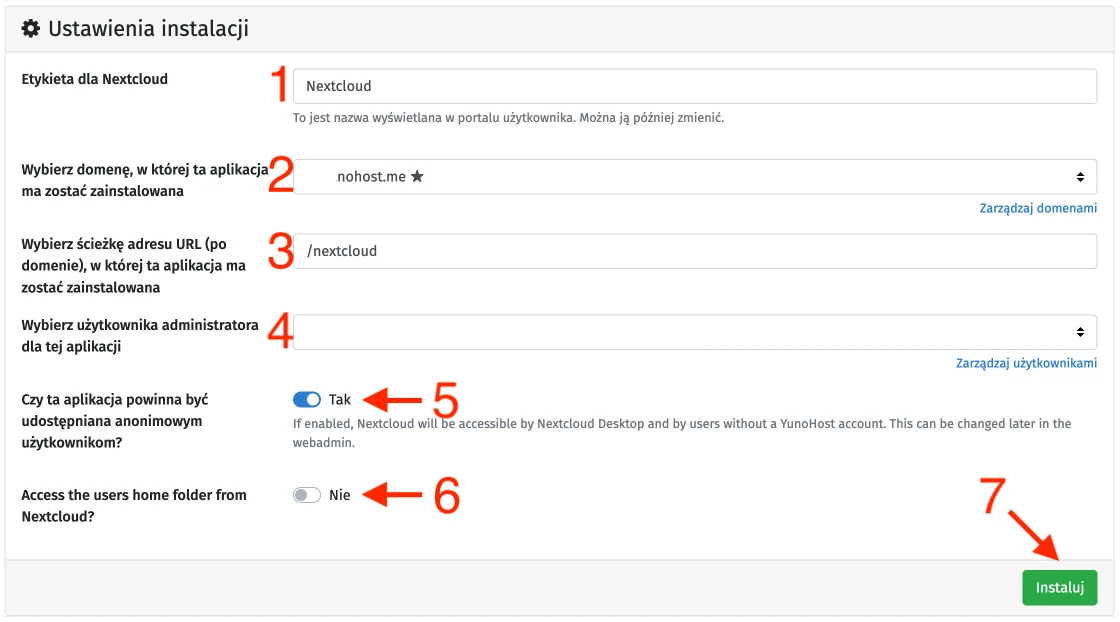 Ustawienia instalacji
Etykieta dla Nextcloud
1
Nextcloud
To jest nazwa wyświetlana w portalu użytkownika. Można ją później zmienić.
Wybierz domenę, w której ta aplikacja
ma zostać zainstalowana
2
nohost.me ★
Zarządzaj domenami
Wybierz ścieżkę adresu URL (po
domenie), w której ta aplikacja ma
zostać zainstalowana
3
/nextcloud
Wybierz użytkownika administratora
dla tej aplikacji
4
Zarządzaj użytkownikami
Czy ta aplikacja powinna być
udostępniana anonimowym
użytkownikom?
Tak
5
If enabled, Nextcloud will be accessible by Nextcloud Desktop and by users without a YunoHost account. This can be changed later in the
webadmin.
Access the users home folder from
Nextcloud?
Nie
6
7
Instaluj